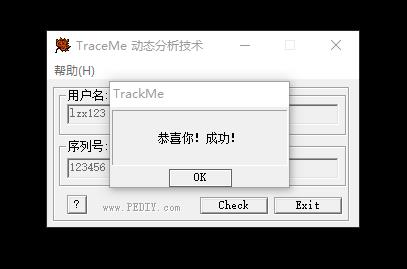 TraceMe 动态分析技术
帮助(H)
TrackMe
用户名:
lzx123
恭喜你！成功！
序列号:
123456
OK
?
www.PEDIY.com
Check
Exit